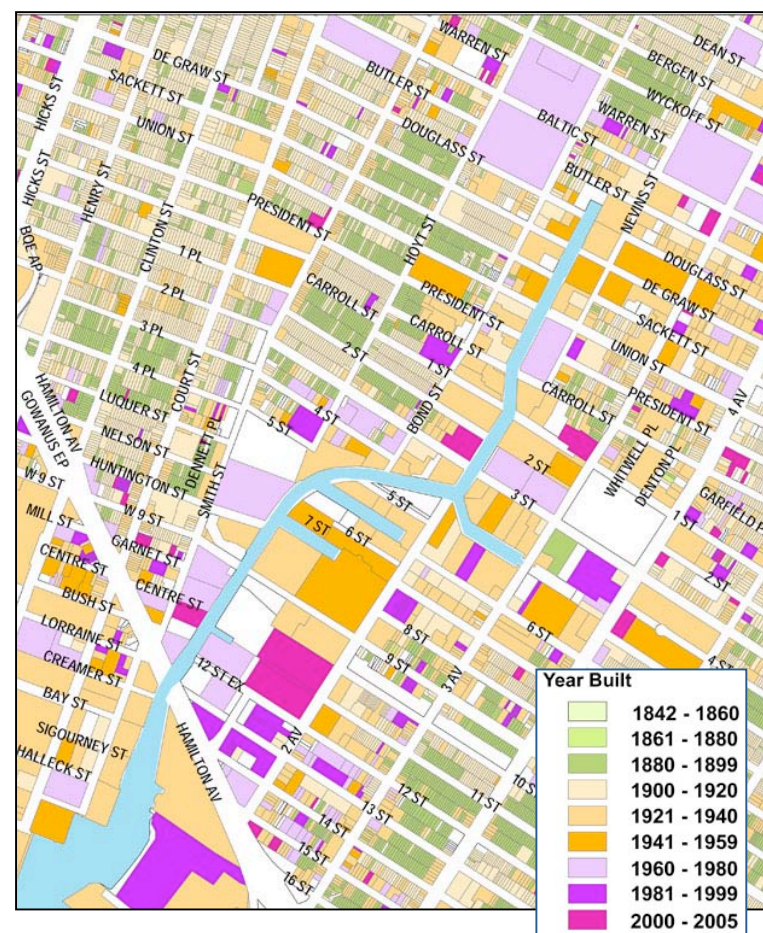 WARREN ST
DEAN ST
DE GRAW ST
BERGEN ST
SACKETT ST
BUTLER ST
WYCKOFF ST
HICKS ST
UNION ST
DOUGLASS ST
BALTIC ST
WARREN ST
HICKS ST
HENRY ST
BUTLER ST
NEVINS ST
CLINTON ST
PRESIDENT ST
HOYT ST
BQE AP
1 PL
DOUGLASS ST
2 PL
CARROLL ST
PRESIDENT ST
DE GRAW ST
3 PL
CARROLL ST
SACKETT ST
4 PL
2 ST
1 ST
UNION ST
HAMILTON AV
GOWANUS EP
COURT ST
LUQUER ST
4 ST
BOND ST
CARROLL ST
PRESIDENT ST
4 AV
NELSON ST
DENNETT PL
5 ST
2 ST
WHITWELL PL
DENTON PL
HUNTINGTON ST
SMITH ST
3 ST
W 9 ST
W 9 ST
5 ST
GARFIELD P
MILL ST
GARNET ST
7 ST
6 ST
1 ST
CENTRE ST
CENTRE ST
2 ST
BUSH ST
8 ST
6 ST
LORRAINE ST
9 ST
4 ST
CREAMER ST
12 ST EX
3 AV
BAY ST
SIGOURNEY ST
HAMILTON AV
2 AV
HALLECK ST
10 S
11 ST
12 ST
13 ST
14 ST
15 ST
16 ST
Year Built
1842 - 1860
1861 - 1880
1880 - 1899
1900 - 1920
1921 - 1940
1941 - 1959
1960 - 1980
1981 - 1999
2000 - 2005